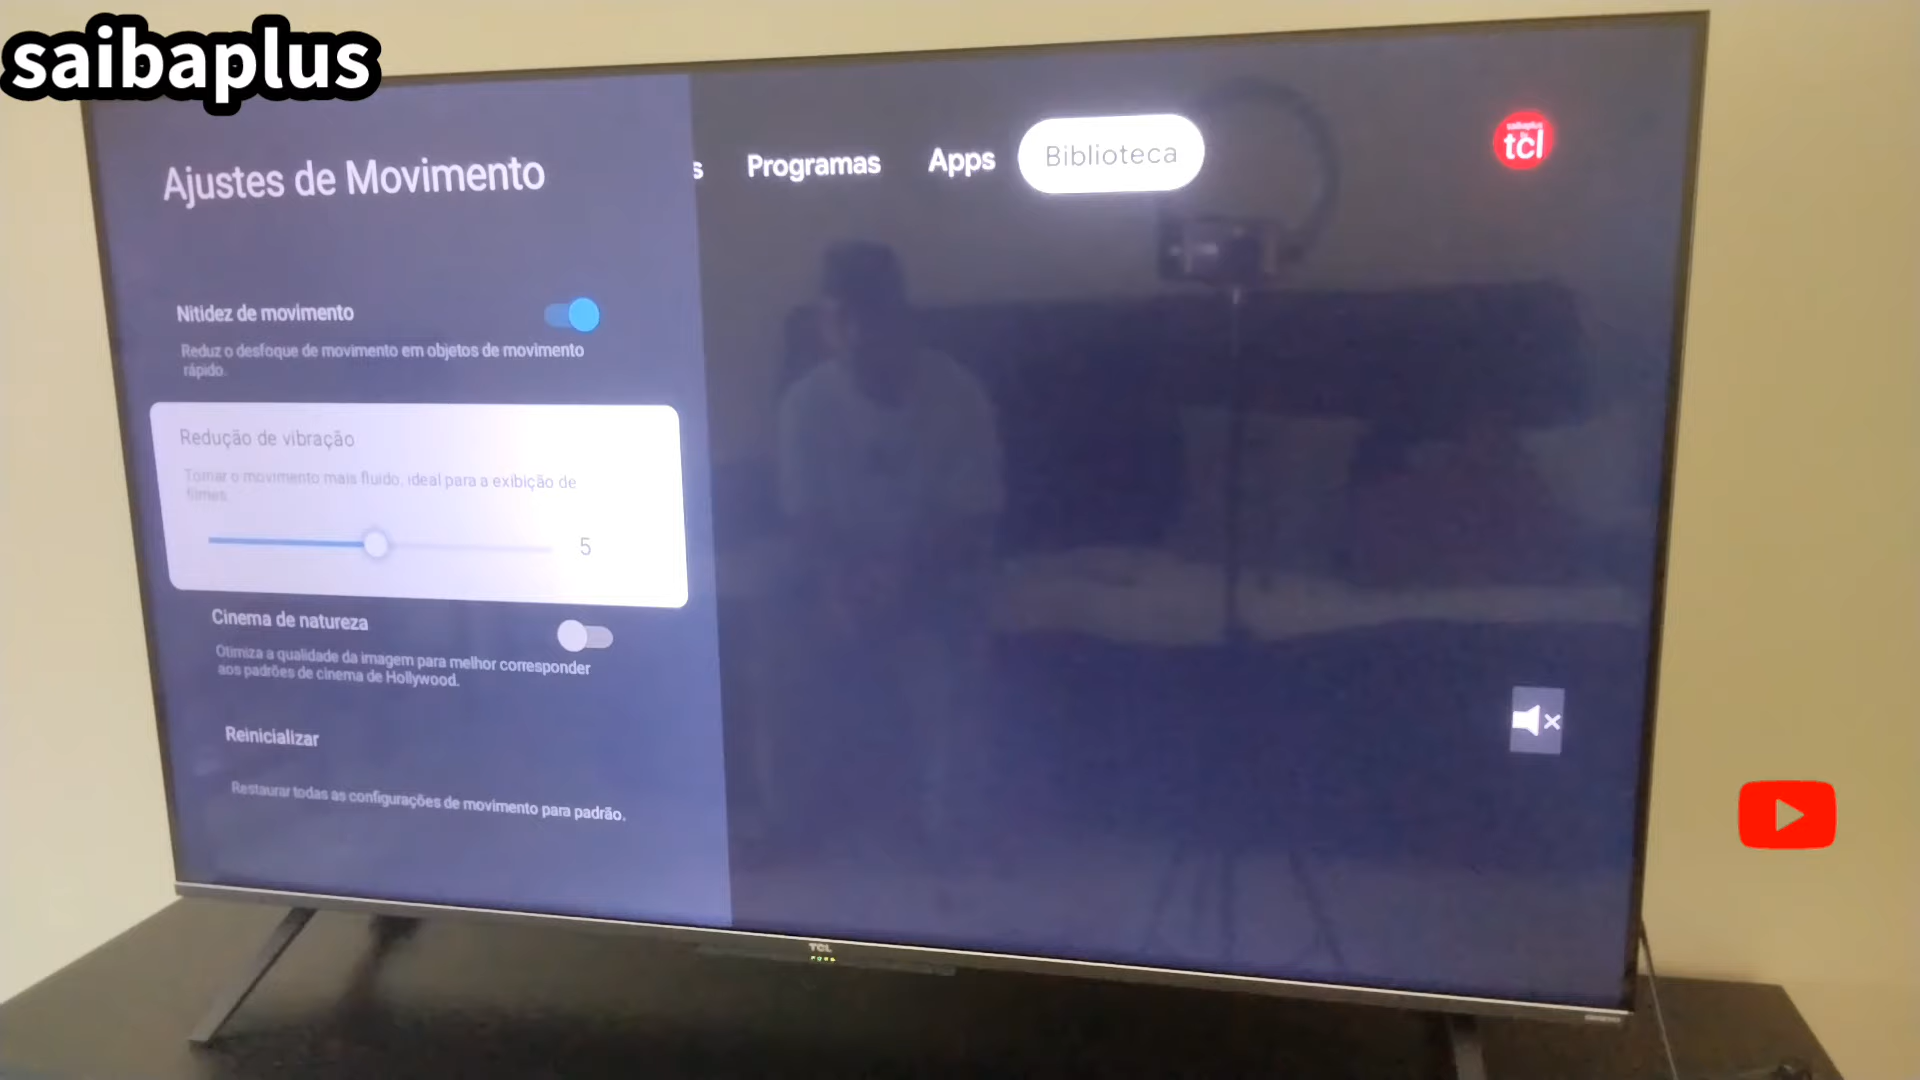 saibaplus
Ajustes de Movimento
s Programas Apps Biblioteca
saibaplus
tcl
Nitidez de movimento
Reduz o desfoque de movimento em objetos de movimento
rápido.
Redução de vibração
Tornar o movimento mais fluido, ideal para a exibição de
filmes.
5
Cinema de natureza
Otimiza a qualidade da imagem para melhor corresponder
aos padrões de cinema de Hollywood.
Reinicializar
Restaurar todas as configurações de movimento para padrão.
TCL
ONKYO